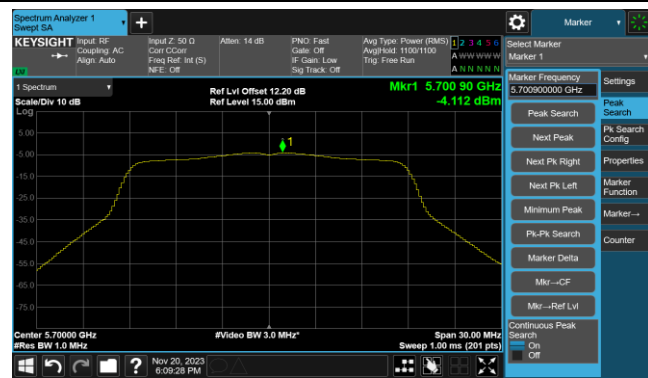 Spectrum Analyzer 1
Swept SA
Marker
KEYSIGHT
Input: RF
Coupling: AC
Align: Auto
Input Z: 50 Ω
Corr CCorr
Freq Ref: Int (S)
NFE: Off
Atten: 14 dB
PNO: Fast
Gate: Off
IF Gain: Low
Sig Track: Off
Avg Type: Power (RMS)
Avg|Hold: 1100/1100
Trig: Free Run
1 2 3 4 5 6
A W W W W W
A N N N N N
LV
Select Marker
Marker 1
1 Spectrum
Scale/Div 10 dB
Ref Lvl Offset 12.20 dB
Ref Level 15.00 dBm
Mkr1 5.700 90 GHz
-4.112 dBm
Log
5.00
-5.00
-15.0
-25.0
-35.0
-45.0
-55.0
-65.0
-75.0
1
Center 5.70000 GHz
#Res BW 1.0 MHz
#Video BW 3.0 MHz*
Span 30.00 MHz
Sweep 1.00 ms (201 pts)
Marker Frequency
5.700900000 GHz
Peak Search
Next Peak
Next Pk Right
Next Pk Left
Minimum Peak
Pk-Pk Search
Marker Delta
Mkr→CF
Mkr→Ref Lvl
Continuous Peak
Search
On
Off
Settings
Peak
Search
Pk Search
Config
Properties
Marker
Function
Marker→
Counter
?
Nov 20, 2023
6:09:28 PM